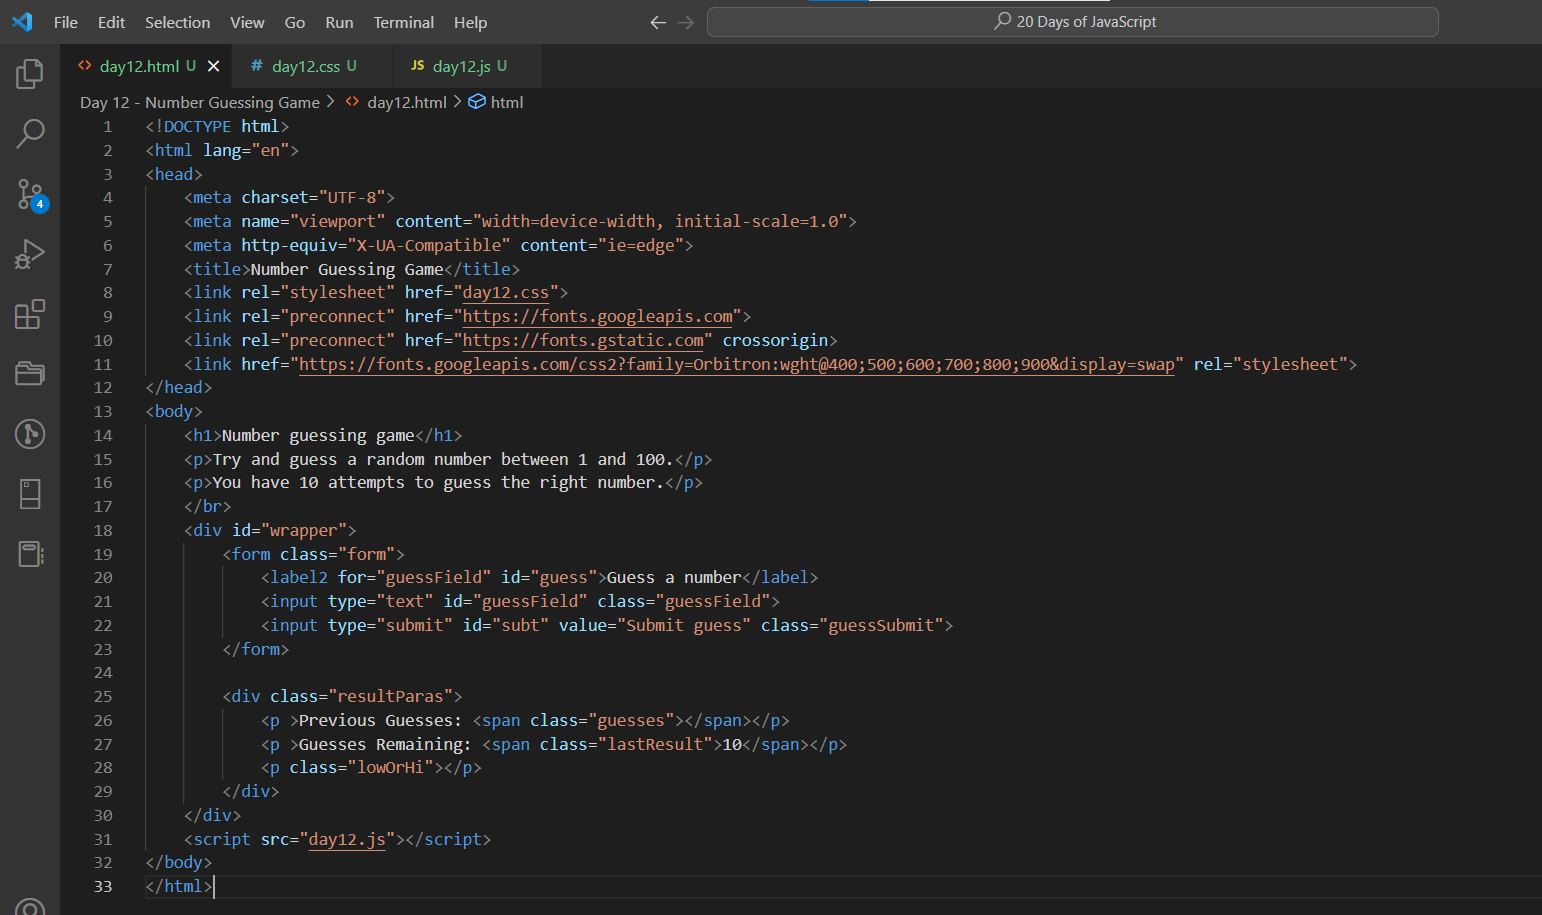 File Edit Selection View Go Run Terminal Help 20 Days of JavaScript
<> day12.html U # day12.css U JS day12.js U
Day 12 - Number Guessing Game > <> day12.html > html
4
1 <!DOCTYPE html>
2 <html lang="en">
3 <head>
4     <meta charset="UTF-8">
5     <meta name="viewport" content="width=device-width, initial-scale=1.0">
6     <meta http-equiv="X-UA-Compatible" content="ie=edge">
7     <title>Number Guessing Game</title>
8     <link rel="stylesheet" href="day12.css">
9     <link rel="preconnect" href="https://fonts.googleapis.com">
10     <link rel="preconnect" href="https://fonts.gstatic.com" crossorigin>
11     <link href="https://fonts.googleapis.com/css2?family=Orbitron:wght@400;500;600;700;800;900&display=swap" rel="stylesheet">
12 </head>
13 <body>
14     <h1>Number guessing game</h1>
15     <p>Try and guess a random number between 1 and 100.</p>
16     <p>You have 10 attempts to guess the right number.</p>
17     </br>
18     <div id="wrapper">
19         <form class="form">
20             <label2 for="guessField" id="guess">Guess a number</label>
21             <input type="text" id="guessField" class="guessField">
22             <input type="submit" id="subt" value="Submit guess" class="guessSubmit">
23         </form>
24
25         <div class="resultParas">
26             <p >Previous Guesses: <span class="guesses"></span></p>
27             <p >Guesses Remaining: <span class="lastResult">10</span></p>
28             <p class="lowOrHi"></p>
29         </div>
30     </div>
31     <script src="day12.js"></script>
32 </body>
33 </html>